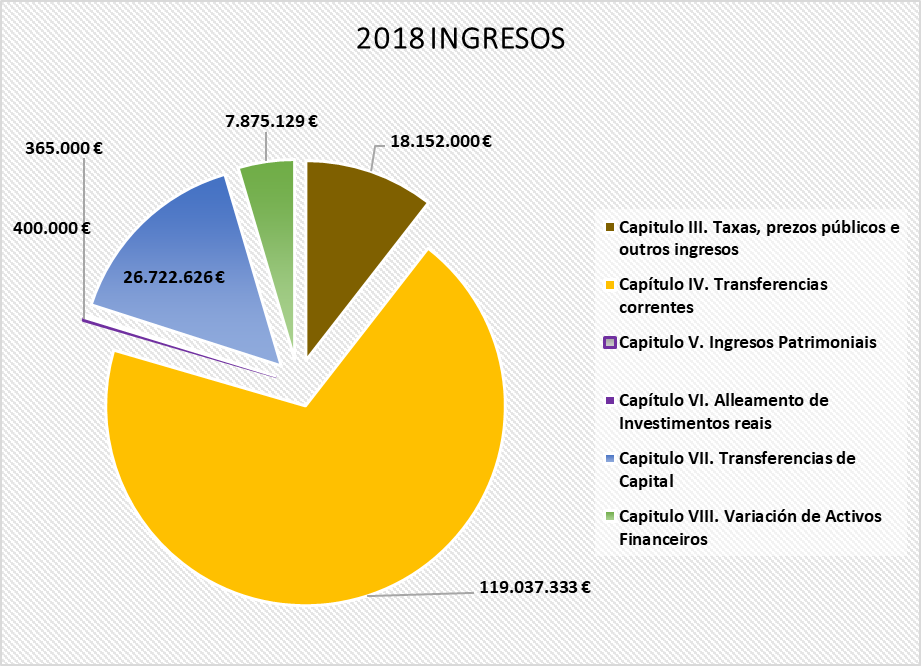 2018 INGRESOS
7.875.129 €
18.152.000 €
365.000 €
400.000 €
26.722.626 €
119.037.333 €
Capitulo III. Taxas, prezos públicos e
outros ingresos
Capítulo IV. Transferencias
correntes
Capitulo V. Ingresos Patrimoniais
Capítulo VI. Alleamento de
Investimentos reais
Capitulo VII. Transferencias de
Capital
Capitulo VIII. Variación de Activos
Financeiros